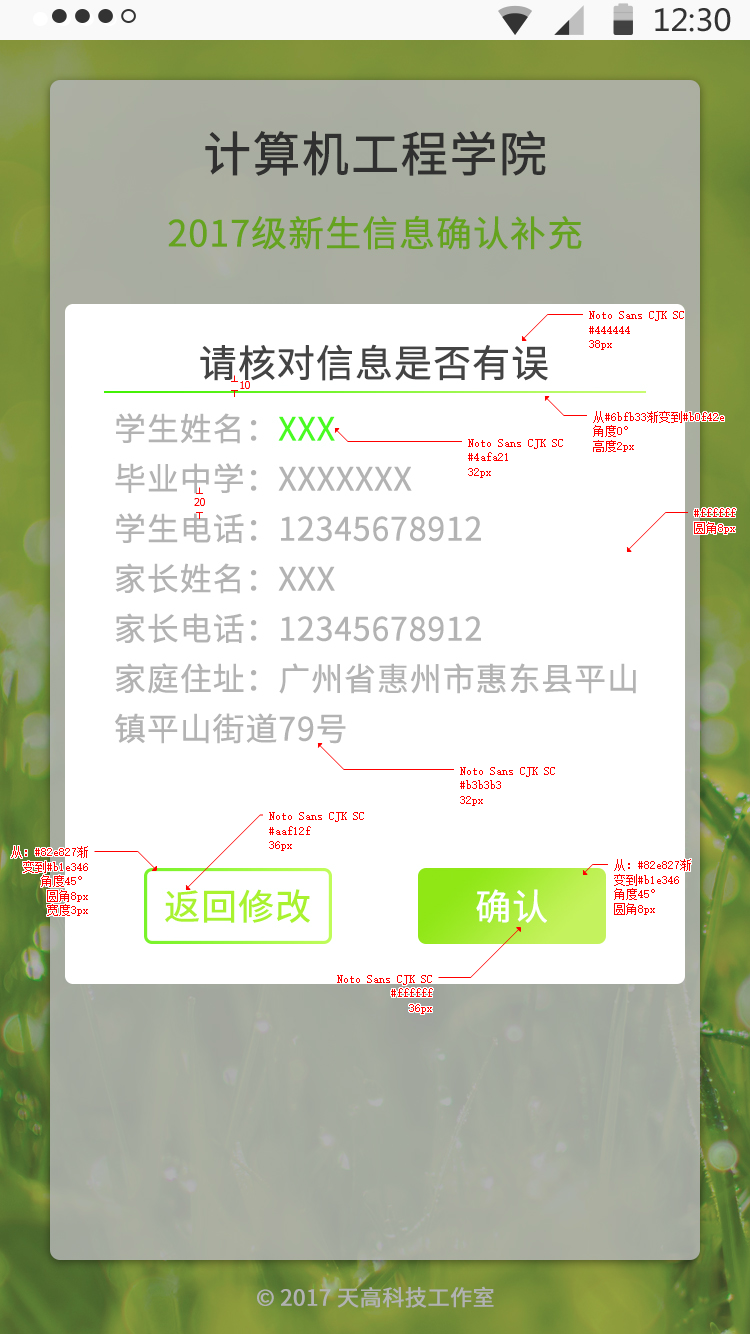 12:30
计算机工程学院
2017级新生信息确认补充
Noto Sans CJK SC
#444444
38px
请核对信息是否有误
10
从#6bfb33渐变到#b0f42e
角度0°
高度2px
学生姓名：XXX
Noto Sans CJK SC
#4afa21
32px
毕业中学：XXXXXXX
20
#ffffff
圆角8px
学生电话：12345678912
家长姓名：XXX
家长电话：12345678912
家庭住址：广州省惠州市惠东县平山
镇平山街道79号
Noto Sans CJK SC
#b3b3b3
32px
Noto Sans CJK SC
#aaf12f
36px
从：#82e827渐
变到#b1e346
角度45°
圆角8px
宽度3px
返回修改
确认
从：#82e827渐
变到#b1e346
角度45°
圆角8px
Noto Sans CJK SC
#ffffff
36px
© 2017 天高科技工作室